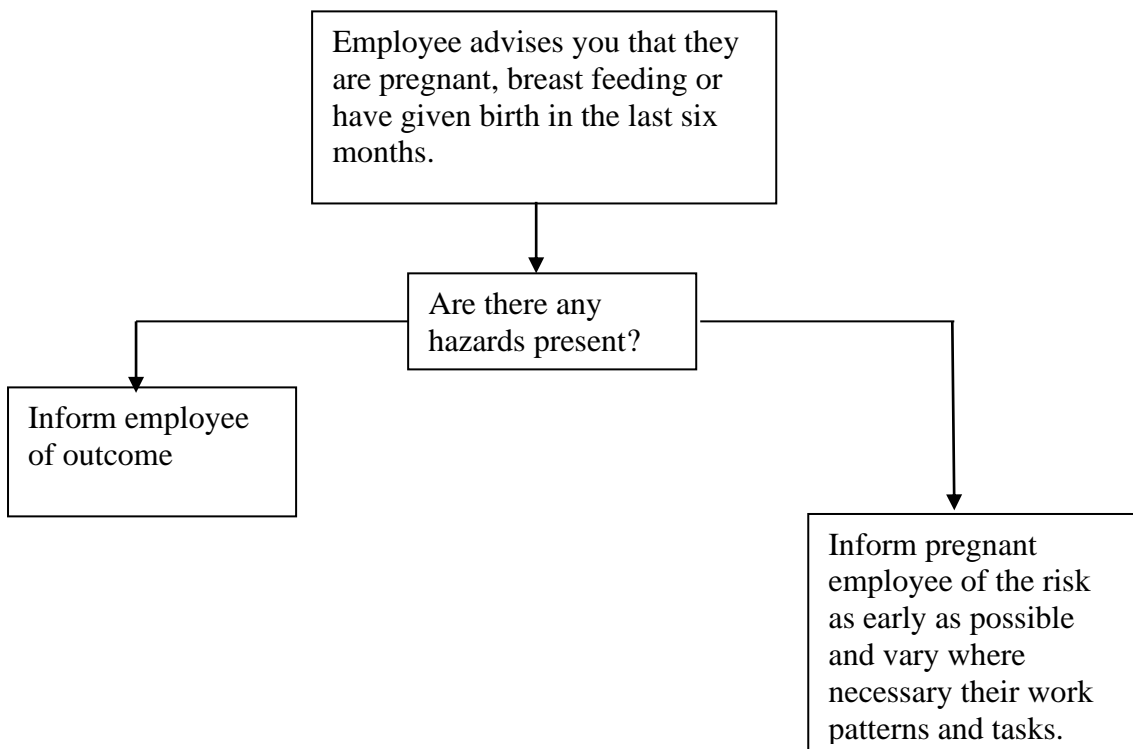 Employee advises you that they
are pregnant, breast feeding or
have given birth in the last six
months.
Are there any
hazards present?
Inform employee
of outcome
Inform pregnant
employee of the risk
as early as possible
and vary where
necessary their work
patterns and tasks.